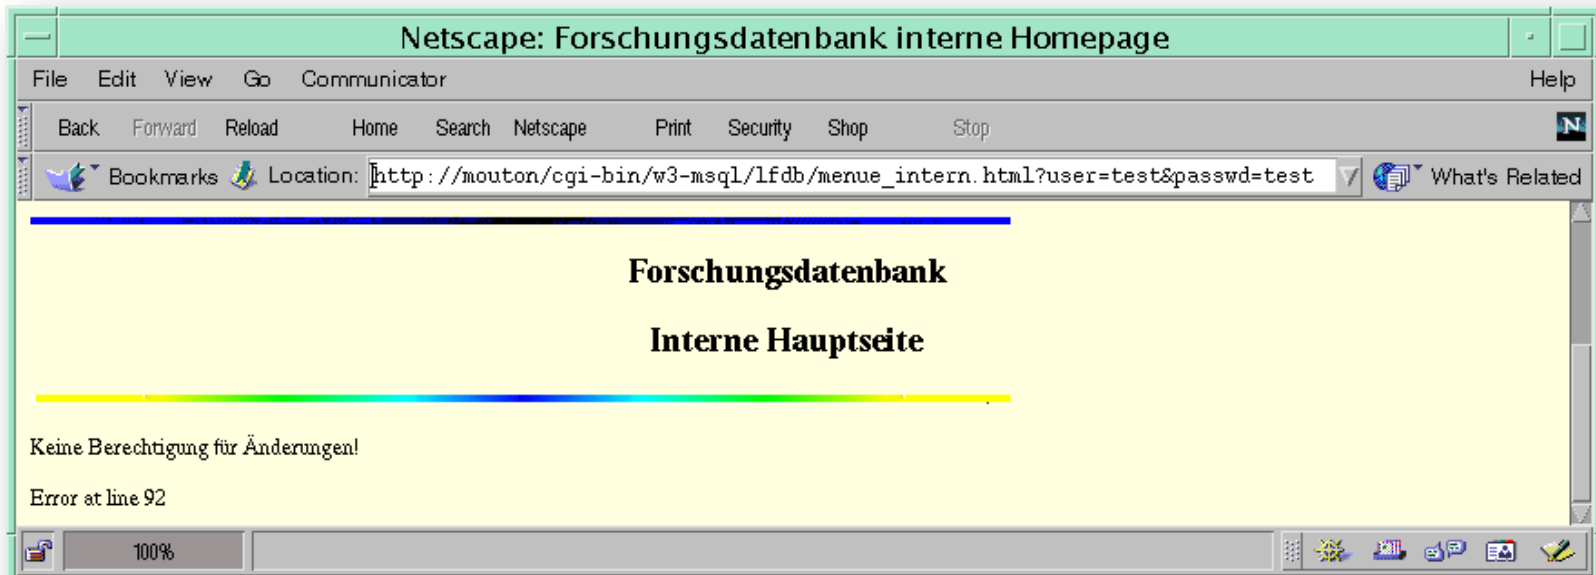 Netscape: Forschungsdatenbank interne Homepage
File Edit View Go Communicator Help
Back Forward Reload Home Search Netscape Print Security Shop Stop N
Bookmarks Location: http://mouton/cgi-bin/w3-msql/lfdb/menue_intern.html?user=test&passwd=test What's Related
Forschungsdatenbank
Interne Hauptseite
Keine Berechtigung für Änderungen!
Error at line 92
100%